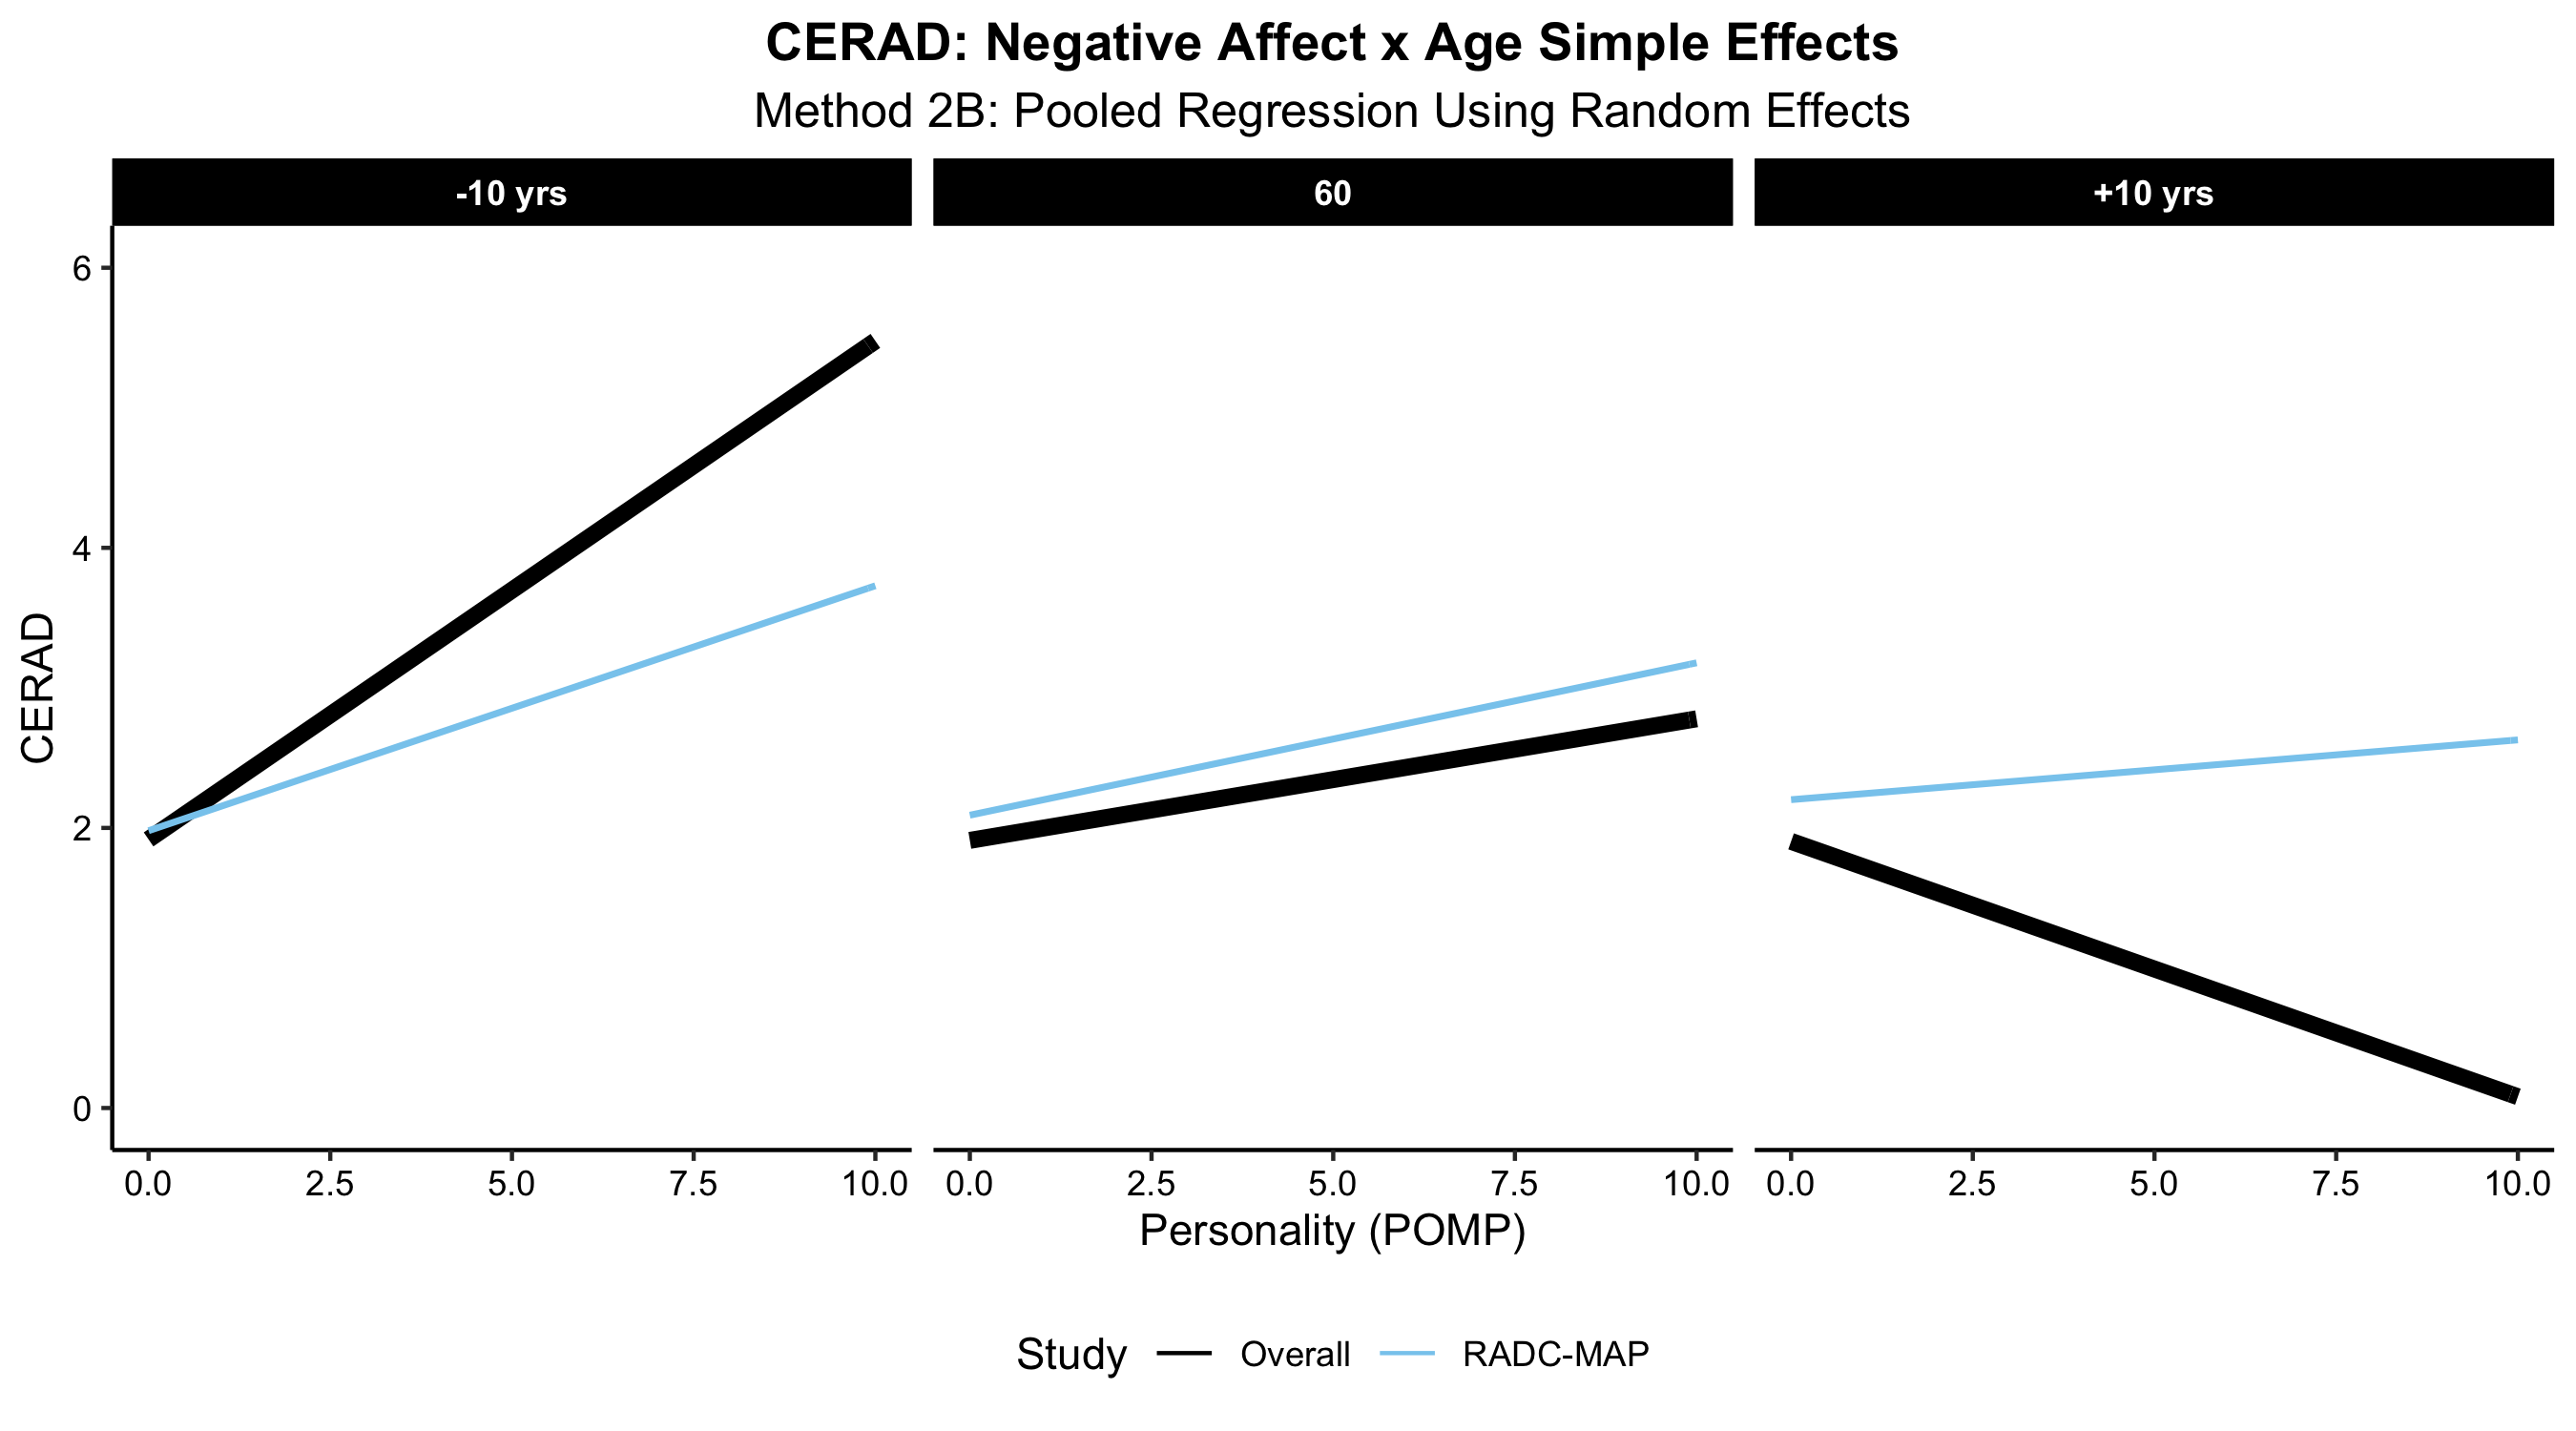 CERAD: Negative Affect x Age Simple Effects
Method 2B: Pooled Regression Using Random Effects
-10 yrs 60 +10 yrs
CERAD
6
4
2
0
0.0 2.5 5.0 7.5 10.0 0.0 2.5 5.0 7.5 10.0 0.0 2.5 5.0 7.5 10.0
Personality (POMP)
Study Overall RADC-MAP